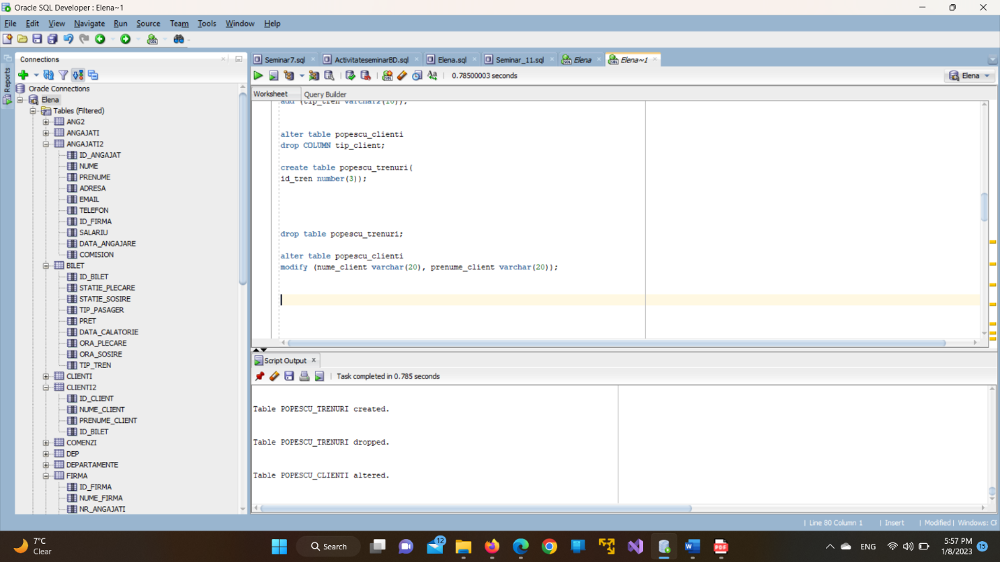 Oracle SQL Developer : Elena~1
File Edit View Navigate Run Source Team Tools Window Help
Connections
Reports
Oracle Connections
Elena
Tables (Filtered)
ANG2
ANGAJATI
ANGAJATI2
ID_ANGAJAT
NUME
PRENUME
ADRESA
EMAIL
TELEFON
ID_FIRMA
SALARIU
DATA_ANGAJARE
COMISION
BILET
ID_BILET
STATIE_PLECARE
STATIE_SOSIRE
TIP_PASAGER
PRET
DATA_CALATORIE
ORA_PLECARE
ORA_SOSIRE
TIP_TREN
CLIENTI
CLIENTI2
ID_CLIENT
NUME_CLIENT
PRENUME_CLIENT
ID_BILET
COMENZI
DEP
DEPARTAMENTE
FIRMA
ID_FIRMA
NUME_FIRMA
NR_ANGAJATI
Seminar7.sql ActivitateseminarBD.sql Elena.sql Seminar_11.sql Elena Elena~1
0.78500003 seconds
Elena
Worksheet Query Builder
add (tip_tren varchar2(10));
alter table popescu_clienti
drop COLUMN tip_client;
create table popescu_trenuri(
id_tren number(3));
drop table popescu_trenuri;
alter table popescu_clienti
modify (nume_client varchar(20), prenume_client varchar(20));
Script Output
Task completed in 0.785 seconds
Table POPESCU_TRENURI created.
Table POPESCU_TRENURI dropped.
Table POPESCU_CLIENTI altered.
| Line 80 Column 1 | Insert | Modified | Windows: C
7°C
Clear
Search
12
ENG
5:57 PM
1/8/2023
15